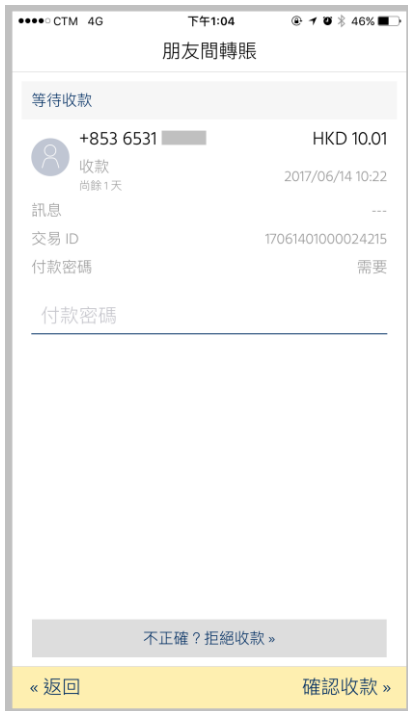 CTM 4G 下午1:04 46%
朋友間轉賬
等待收款
+853 6531 HKD 10.01
收款 2017/06/14 10:22
尚餘1天
訊息 ---
交易 ID 17061401000024215
付款密碼 需要
付款密碼
不正確？拒絕收款 »
« 返回 確認收款 »